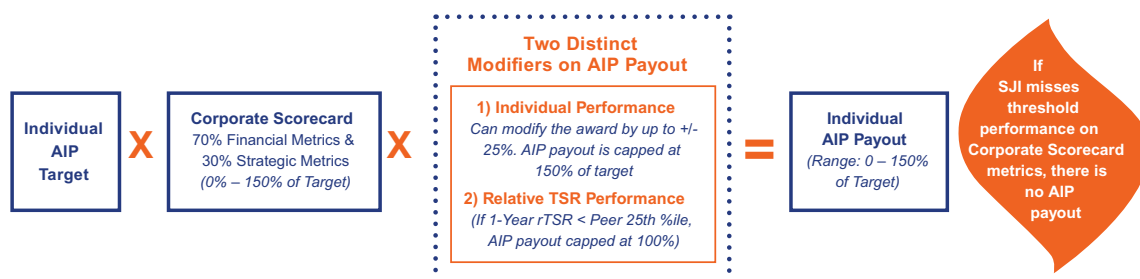 Individual
AIP
Target
X
Corporate Scorecard
70% Financial Metrics &
30% Strategic Metrics
(0% – 150% of Target)
X
Two Distinct
Modifiers on AIP Payout
1) Individual Performance
Can modify the award by up to +/-
25%. AIP payout is capped at
150% of target
2) Relative TSR Performance
(If 1-Year rTSR < Peer 25th %ile,
AIP payout capped at 100%)
=
Individual
AIP Payout
(Range: 0 – 150%
of Target)
If
SJI misses
threshold
performance on
Corporate Scorecard
metrics, there is
no AIP
payout